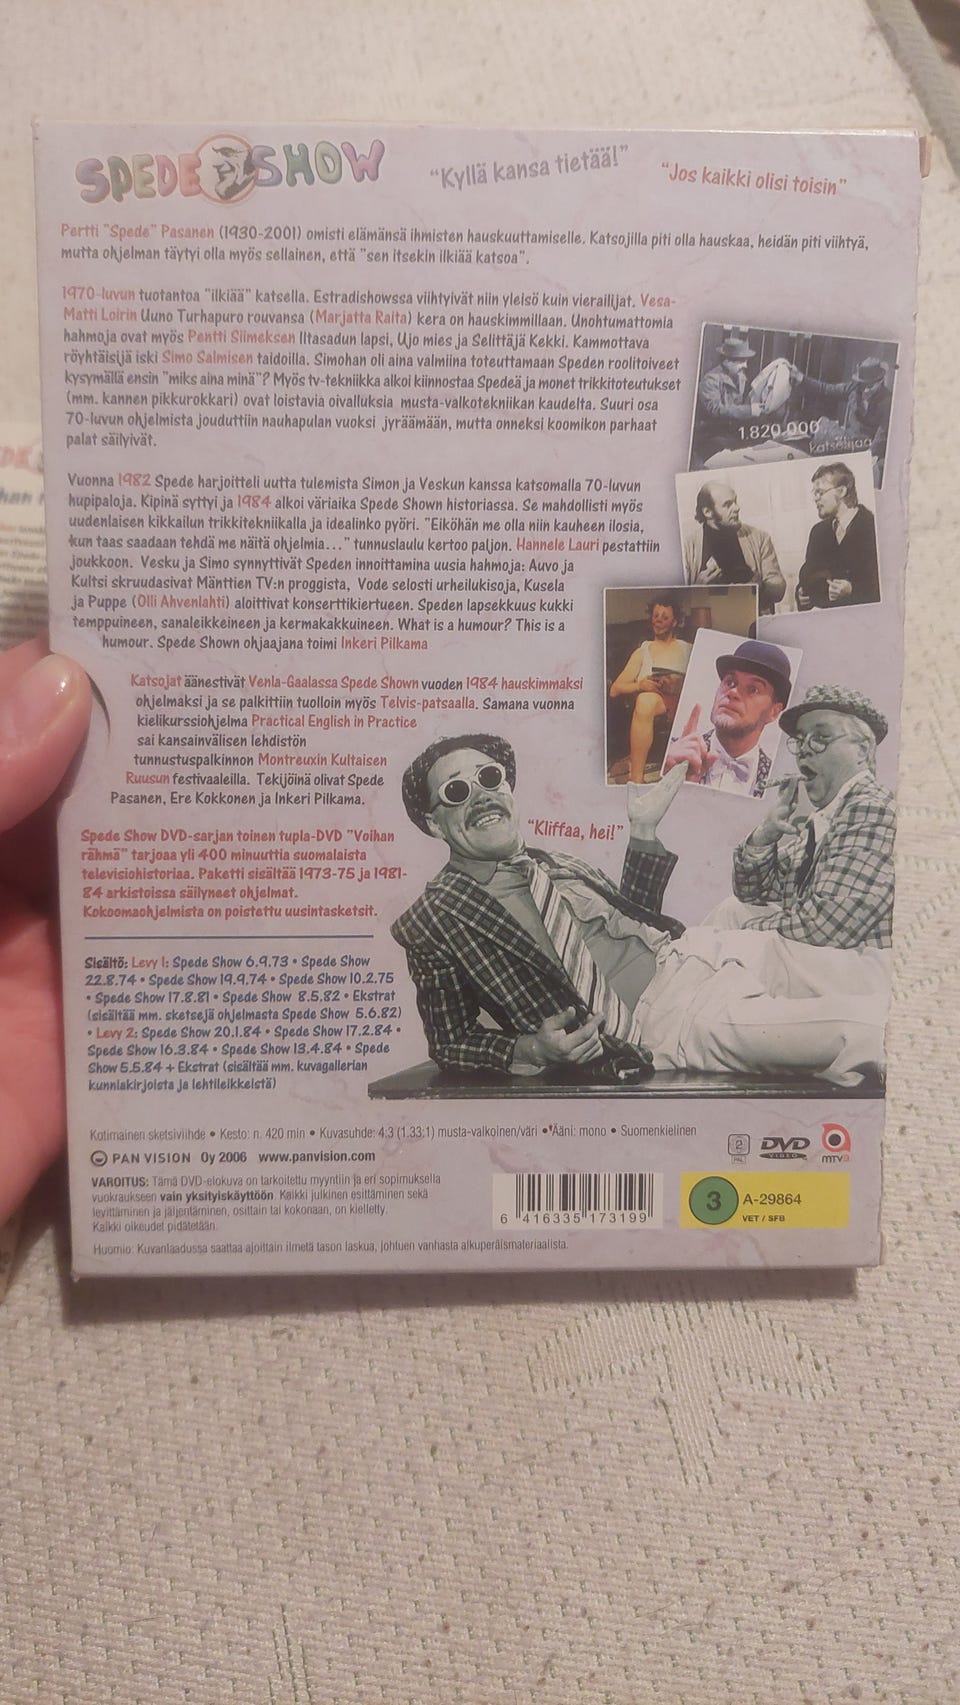 SPEDE SHOW
"Kyllä kansa tietää!"
"Jos kaikki olisi toisin"
Pertti "Spede" Pasanen (1930-2001) omisti elämänsä ihmisten hauskuuttamiselle. Katsojilla piti olla hauskaa, heidän piti viihtyä,
mutta ohjelman täytyi olla myös sellainen, että "sen itsekin ilkiää katsoa".
1970-luvun tuotantoa "ilkiää" katsella. Estradishowssa viihtyivät niin yleisö kuin vierailijat. Vesa-
Matti Loirin Uuno Turhapuro rouvansa (Marjatta Raita) kera on hauskimmillaan. Unohtumattomia
hahmoja ovat myös Pentti Siimeksen Iltasadun lapsi, Ujo mies ja Selittäjä Kekki. Kammottava
röyhtäisijä iski Simo Salmisen taidoilla. Simohan oli aina valmiina toteuttamaan Speden roolitoiveet
kysymällä ensin "miks aina minä"? Myös tv-tekniikka alkoi kiinnostaa Spedeä ja monet trikkitoteutukset
(mm. kannen pikkurokkari) ovat loistavia oivalluksia musta-valkotekniikan kaudelta. Suuri osa
70-luvun ohjelmista jouduttiin nauhapulan vuoksi jyräämään, mutta onneksi koomikon parhaat
palat säilyivät.
1.820.000
katselijaa
Vuonna 1982 Spede harjoitteli uutta tulemista Simon ja Veskun kanssa katsomalla 70-luvun
hupipaloja. Kipinä syttyi ja 1984 alkoi väriaika Spede Shown historiassa. Se mahdollisti myös
uudenlaisen kikkailun trikkitekniikalla ja idealinko pyöri. "Eiköhän me olla niin kauheen ilosia,
kun taas saadaan tehdä me näitä ohjelmia..." tunnuslaulu kertoo paljon. Hannele Lauri pestattiin
joukkoon. Vesku ja Simo synnyttivät Speden innoittamina uusia hahmoja: Auvo ja
Kultsi skruudasivat Mänttien TV:n proggista, Vode selosti urheilukisoja, Kusela
ja Puppe (Olli Ahvenlahti) aloittivat konserttikiertueen. Speden lapsekkuus kukki
temppuineen, sanaleikkeineen ja kermakakkuineen. What is a humour? This is a
humour. Spede Shown ohjaajana toimi Inkeri Pilkama
Katsojat äänestivät Venla-Gaalassa Spede Shown vuoden 1984 hauskimmaksi
ohjelmaksi ja se palkittiin tuolloin myös Telvis-patsaalla. Samana vuonna
kielikurssiohjelma Practical English in Practice
sai kansainvälisen lehdistön
tunnustuspalkinnon Montreuxin Kultaisen
Ruusun festivaaleilla. Tekijöinä olivat Spede
Pasanen, Ere Kokkonen ja Inkeri Pilkama.
"Kliffaa, hei!"
Spede Show DVD-sarjan toinen tupla-DVD "Voihan
rähmä" tarjoaa yli 400 minuuttia suomalaista
televisiohistoriaa. Paketti sisältää 1973-75 ja 1981-
84 arkistoissa säilyneet ohjelmat.
Kokoomaohjelmista on poistettu uusintasketsit.
Sisältö: Levy 1: Spede Show 6.9.73 • Spede Show
22.8.74 • Spede Show 19.9.74 • Spede Show 10.2.75
• Spede Show 17.8.81 • Spede Show 8.5.82 • Ekstrat
(sisältää mm. sketsejä ohjelmasta Spede Show 5.6.82)
• Levy 2: Spede Show 20.1.84 • Spede Show 17.2.84 •
Spede Show 16.3.84 • Spede Show 13.4.84 • Spede
Show 5.5.84 + Ekstrat (sisältää mm. kuvagallerian
kunniakirjoista ja lehtileikkeistä)
Kotimainen sketsiviihde • Kesto: n. 420 min • Kuvasuhde: 4:3 (1.33:1) musta-valkoinen/väri • Ääni: mono • Suomenkielinen
PAN VISION Oy 2006 www.panvision.com
2
PAL
DVD
VIDEO
mtv3
VAROITUS: Tämä DVD-elokuva on tarkoitettu myyntiin ja eri sopimuksella
vuokraukseen vain yksityiskäyttöön. Kaikki julkinen esittäminen sekä
levittäminen ja jäljentäminen, osittain tai kokonaan, on kielletty.
Kaikki oikeudet pidätetään.
6 416335 173199
3
A-29864
VET / SFB
Huomio: Kuvanlaadussa saattaa ajoittain ilmetä tason laskua, johtuen vanhasta alkuperäismateriaalista.